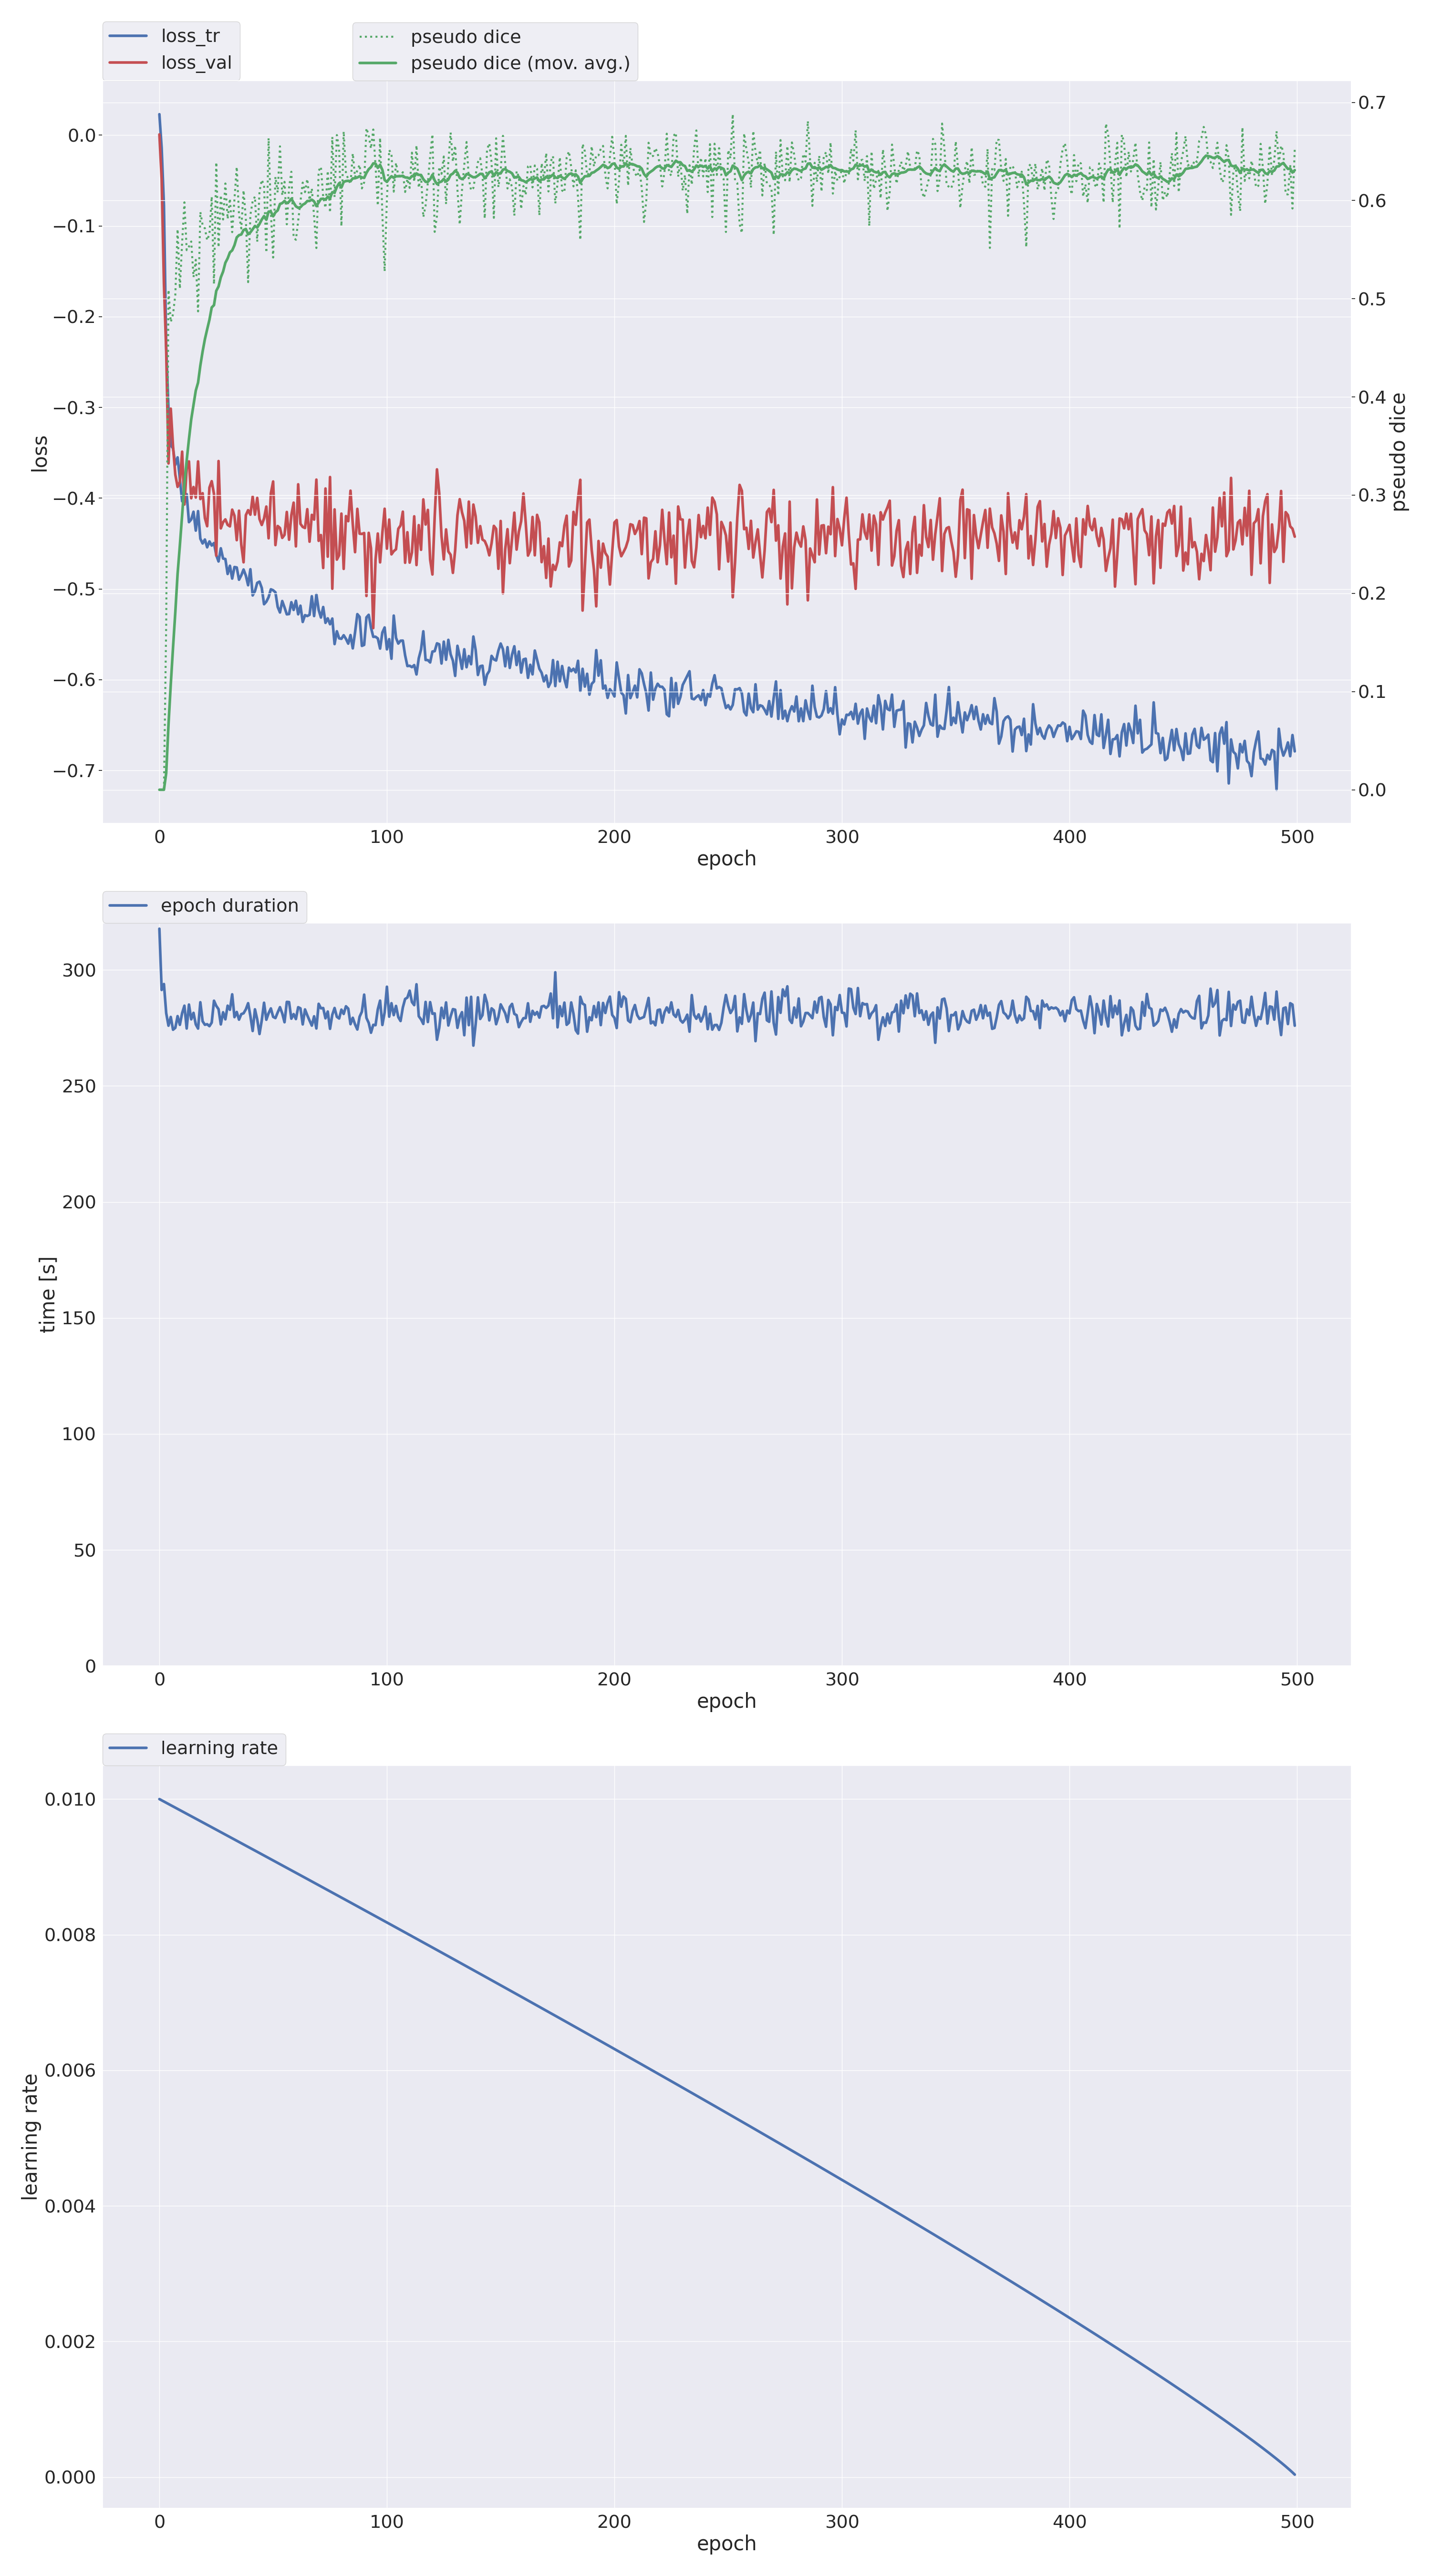 loss_tr
loss_val
pseudo dice
pseudo dice (mov. avg.)
0.0
−0.1
−0.2
−0.3
−0.4
−0.5
−0.6
−0.7
loss
0.7
0.6
0.5
0.4
0.3
0.2
0.1
0.0
pseudo dice
0 100 200 300 400 500
epoch
epoch duration
300
250
200
150
100
50
0
time [s]
0 100 200 300 400 500
epoch
learning rate
0.010
0.008
0.006
0.004
0.002
0.000
learning rate
0 100 200 300 400 500
epoch